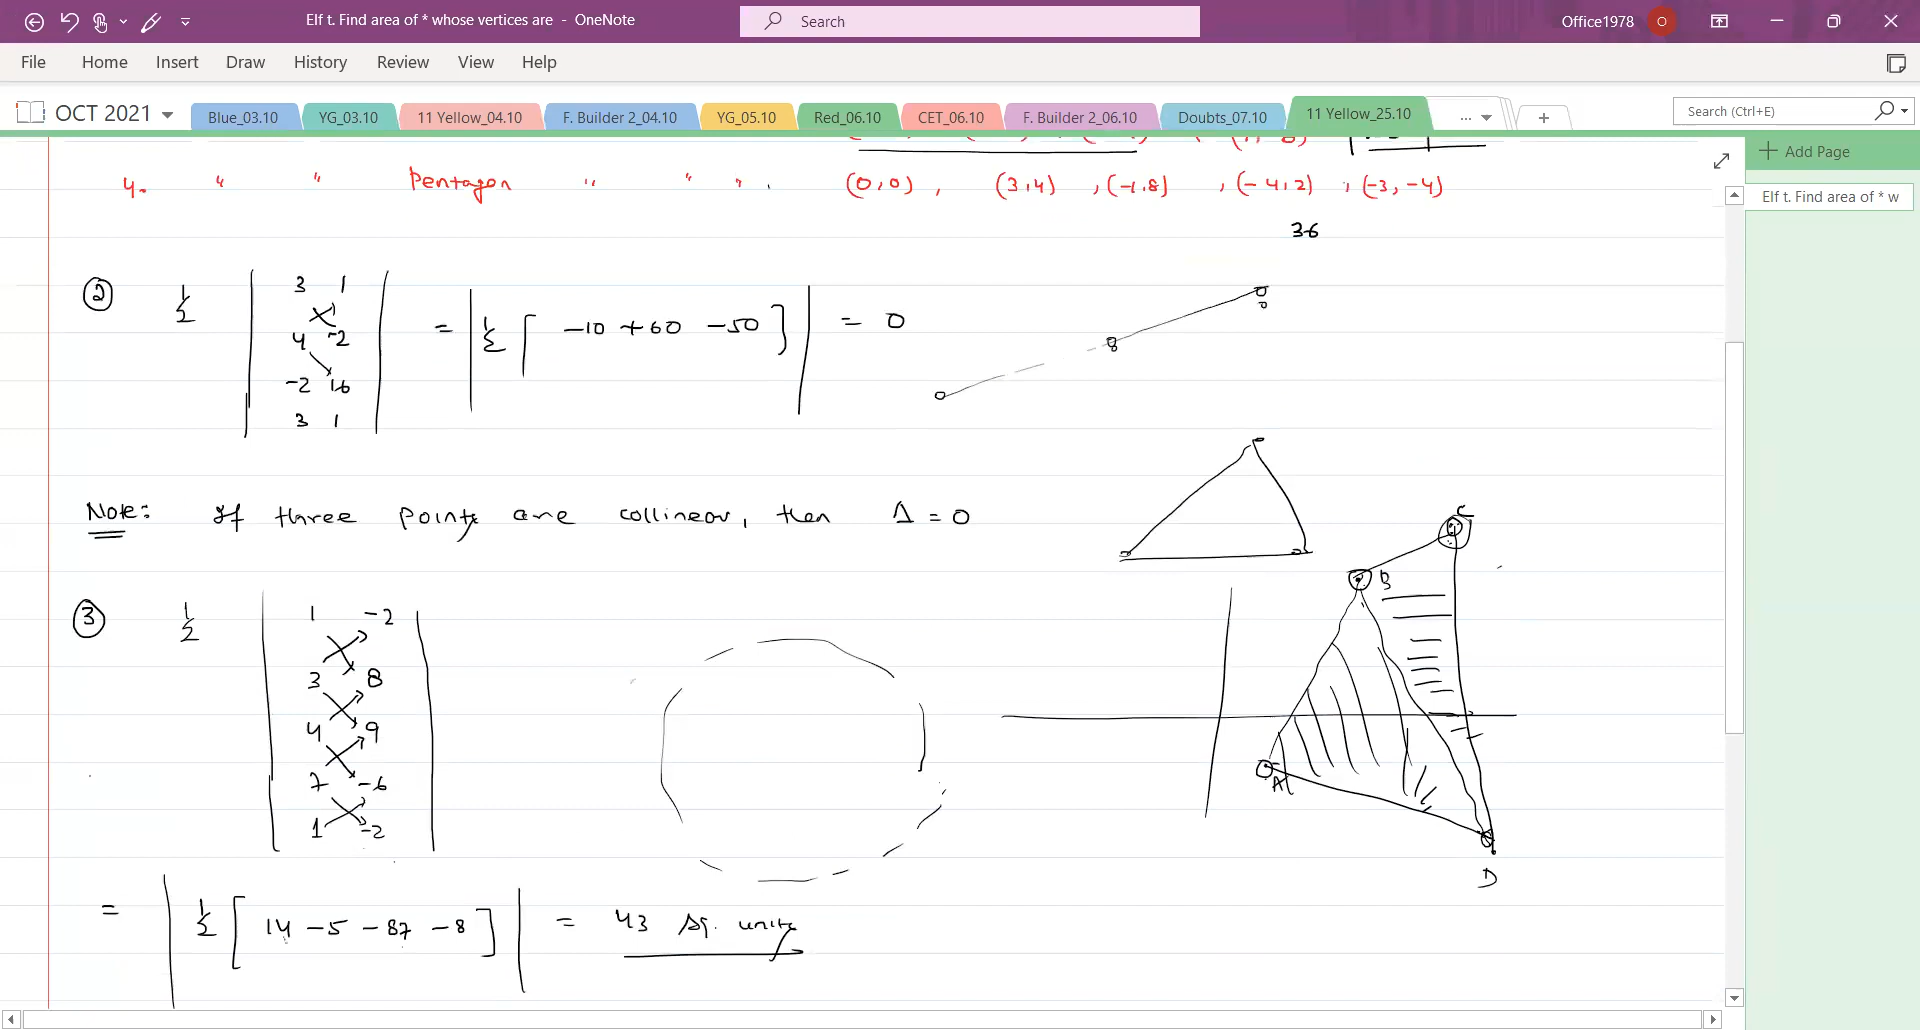 Elf t. Find area of * whose vertices are - OneNote
Search
Office1978
O
File Home Insert Draw History Review View Help
OCT 2021
Blue_03.10
YG_03.10
11 Yellow_04.10
F. Builder 2_04.10
YG_05.10
Red_06.10
CET_06.10
F. Builder 2_06.10
Doubts_07.10
11 Yellow_25.10
...
Search (Ctrl+E)
Add Page
Elf t. Find area of * w
4. " " Pentagon " " " , (0,0) , (3,4) , (-1,8) , (-4,2) , (-3,-4)
36
② 1/2 | 3 1
4 -2
-2 16
3 1 | = | 1/2 [ -10 +60 -50 ] | = 0
Note: If three points are collinear, then Δ = 0
③ 1/2 | 1 -2
3 8
4 9
7 -6
1 -2 |
C
B
A
D
= | 1/2 [ 14 -5 -87 -8 ] | = 43 sq. units